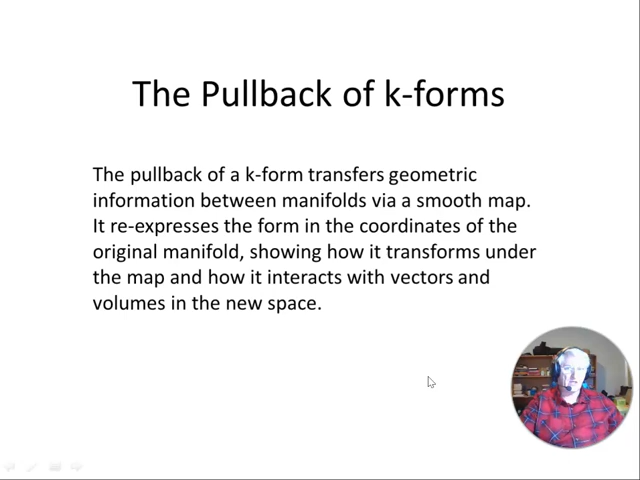 The Pullback of k-forms
The pullback of a k-form transfers geometric
information between manifolds via a smooth map.
It re-expresses the form in the coordinates of the
original manifold, showing how it transforms under
the map and how it interacts with vectors and
volumes in the new space.